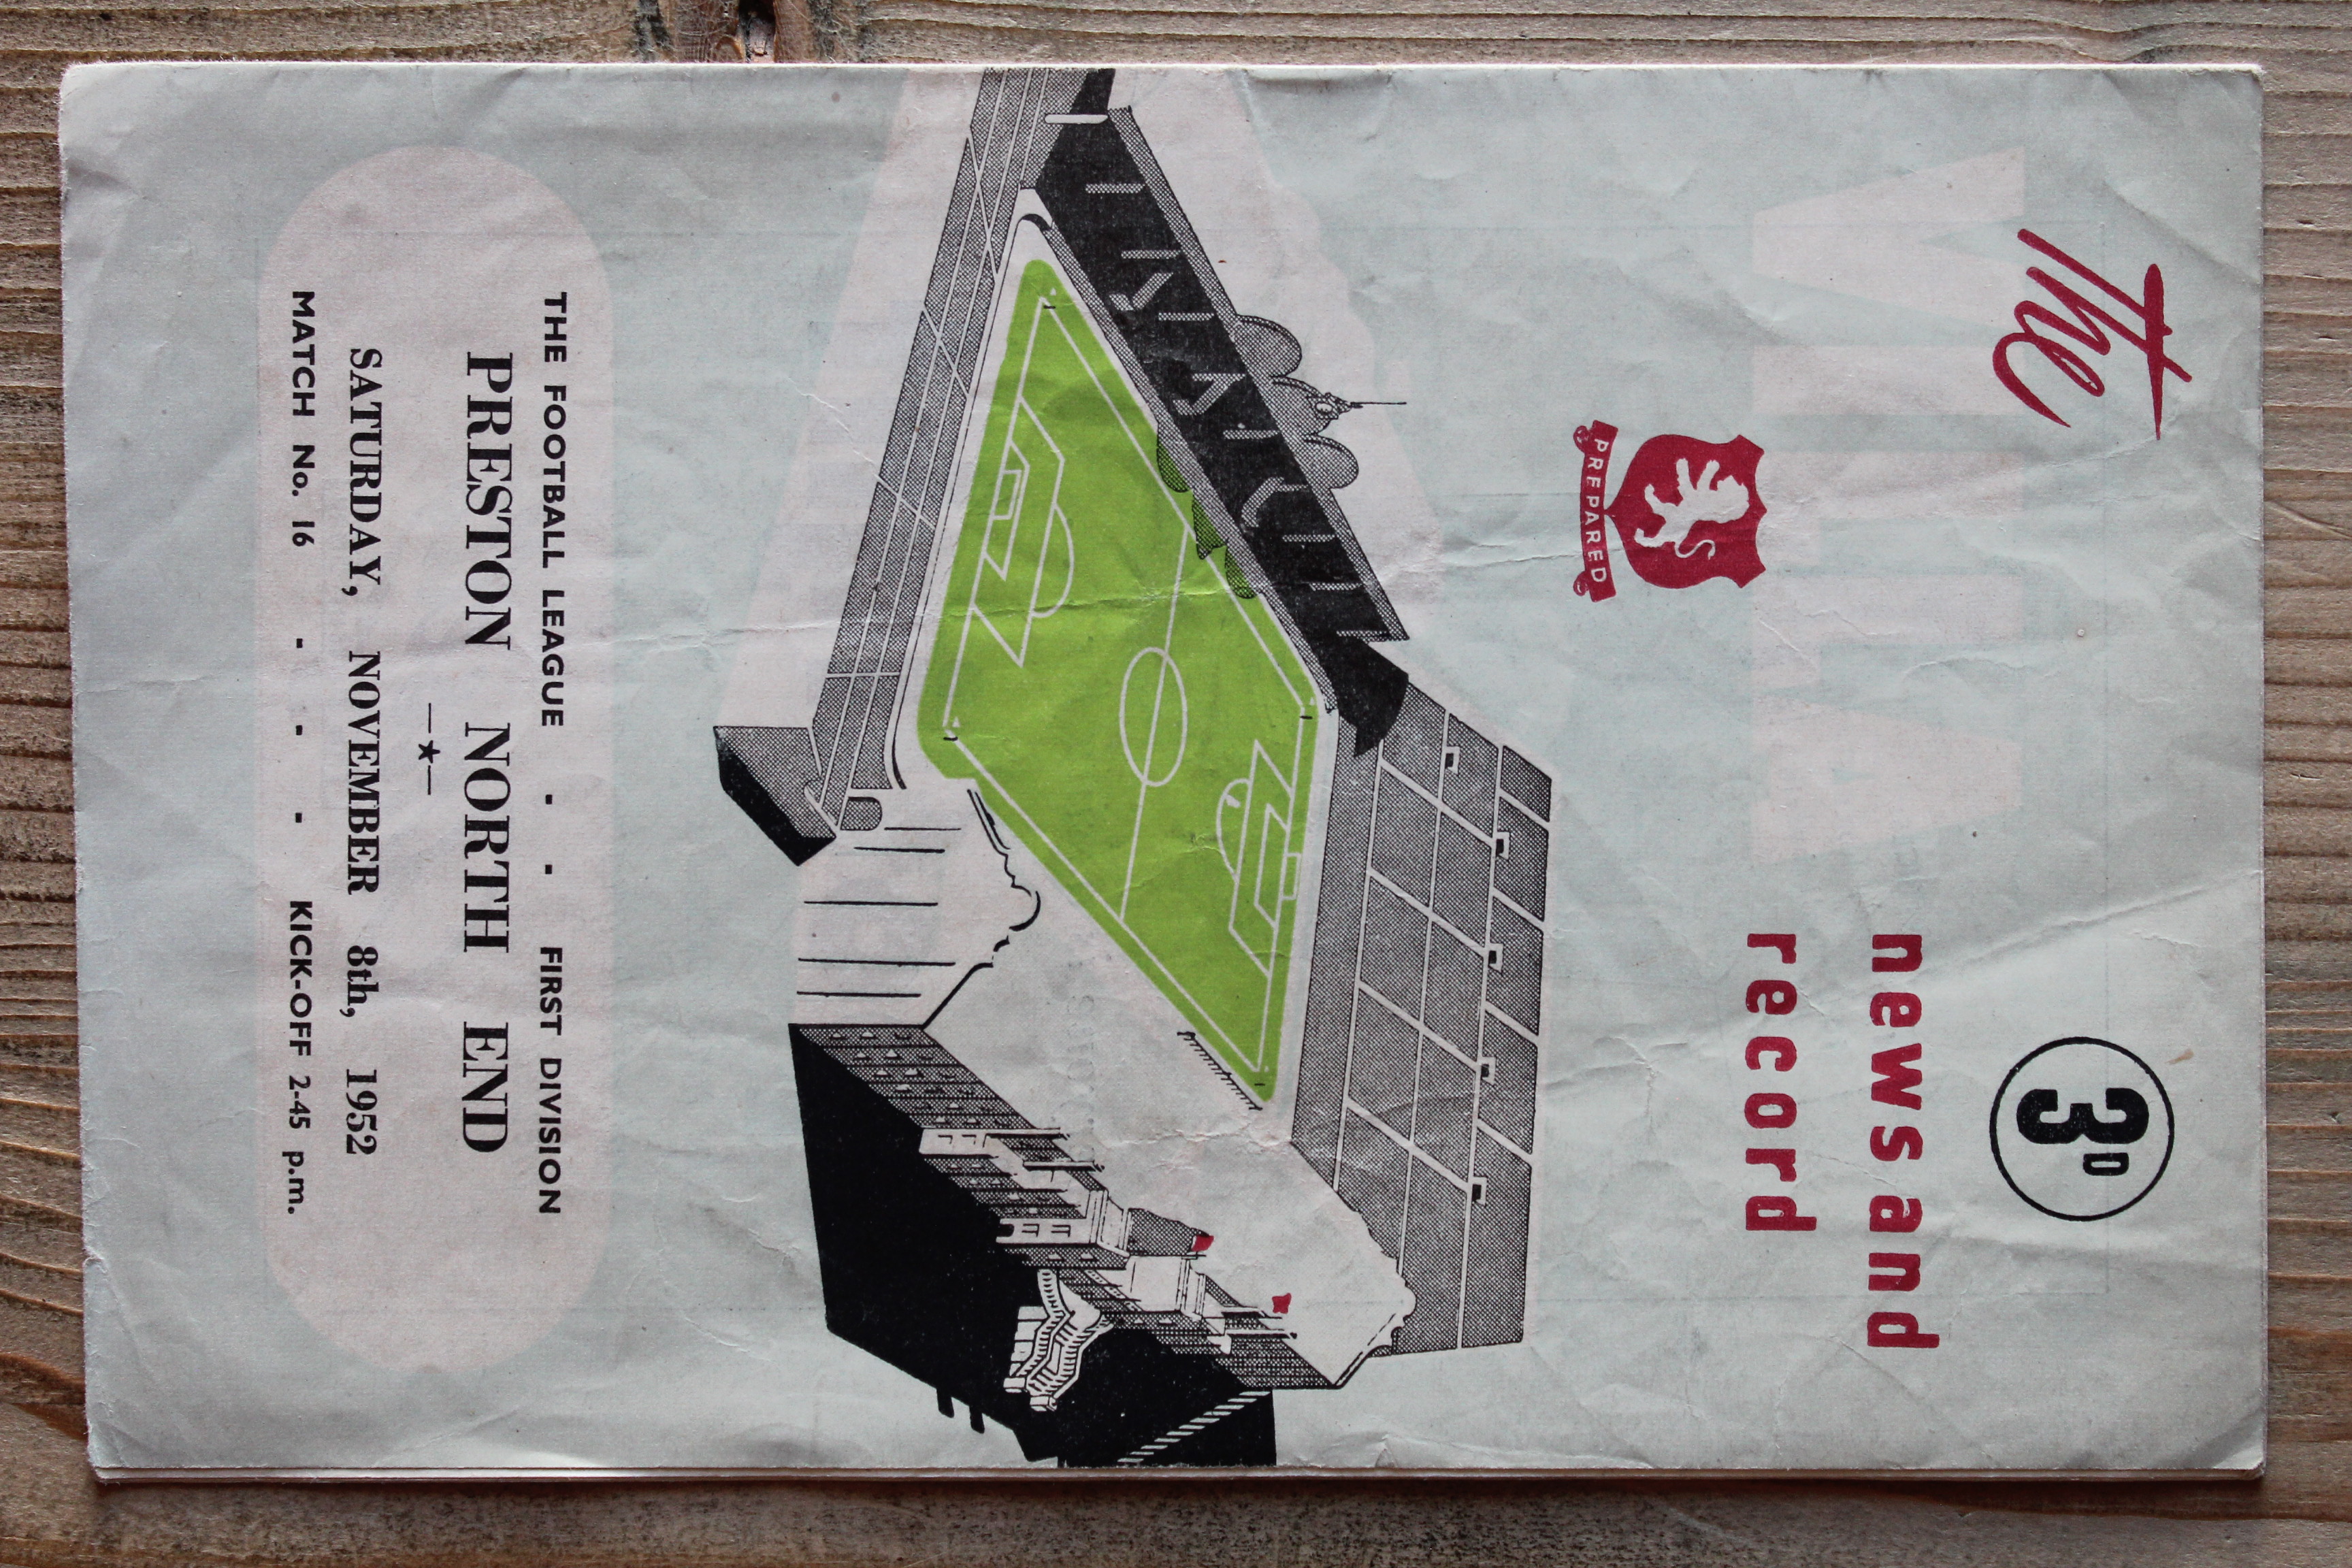 The
3D
VILLA
news and
record
PREPARED
THE FOOTBALL LEAGUE - - FIRST DIVISION
PRESTON NORTH END
—★—
SATURDAY, NOVEMBER 8th, 1952
MATCH No. 16 - - - KICK-OFF 2-45 p.m.